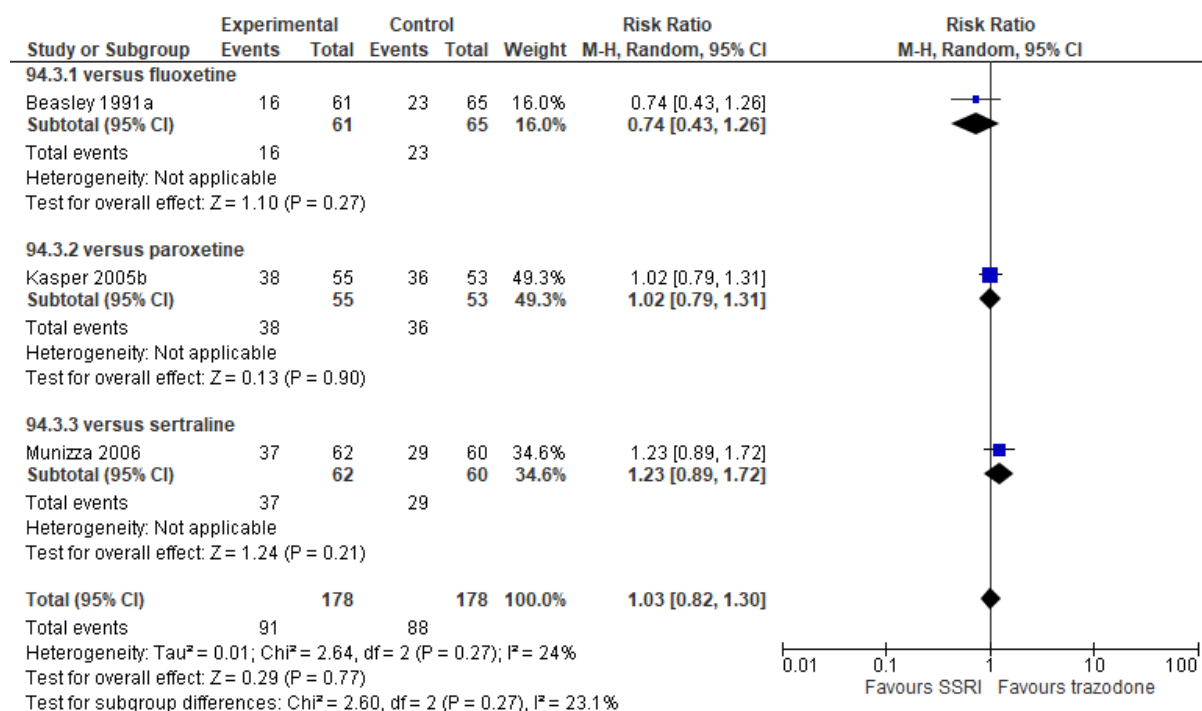 Experimental Control Risk Ratio Risk Ratio
Study or Subgroup Events Total Events Total Weight M-H, Random, 95% CI M-H, Random, 95% CI
94.3.1 versus fluoxetine
Beasley 1991a 16 61 23 65 16.0% 0.74 [0.43, 1.26]
Subtotal (95% CI) 61 65 16.0% 0.74 [0.43, 1.26]
Total events 16 23
Heterogeneity: Not applicable
Test for overall effect: Z = 1.10 (P = 0.27)
94.3.2 versus paroxetine
Kasper 2005b 38 55 36 53 49.3% 1.02 [0.79, 1.31]
Subtotal (95% CI) 55 53 49.3% 1.02 [0.79, 1.31]
Total events 38 36
Heterogeneity: Not applicable
Test for overall effect: Z = 0.13 (P = 0.90)
94.3.3 versus sertraline
Munizza 2006 37 62 29 60 34.6% 1.23 [0.89, 1.72]
Subtotal (95% CI) 62 60 34.6% 1.23 [0.89, 1.72]
Total events 37 29
Heterogeneity: Not applicable
Test for overall effect: Z = 1.24 (P = 0.21)
Total (95% CI) 178 178 100.0% 1.03 [0.82, 1.30]
Total events 91 88
Heterogeneity: Tau² = 0.01; Chi² = 2.64, df = 2 (P = 0.27); I² = 24%
Test for overall effect: Z = 0.29 (P = 0.77)
Test for subgroup differences: Chi² = 2.60, df = 2 (P = 0.27), I² = 23.1%
0.01 0.1 1 10 100
Favours SSRI Favours trazodone